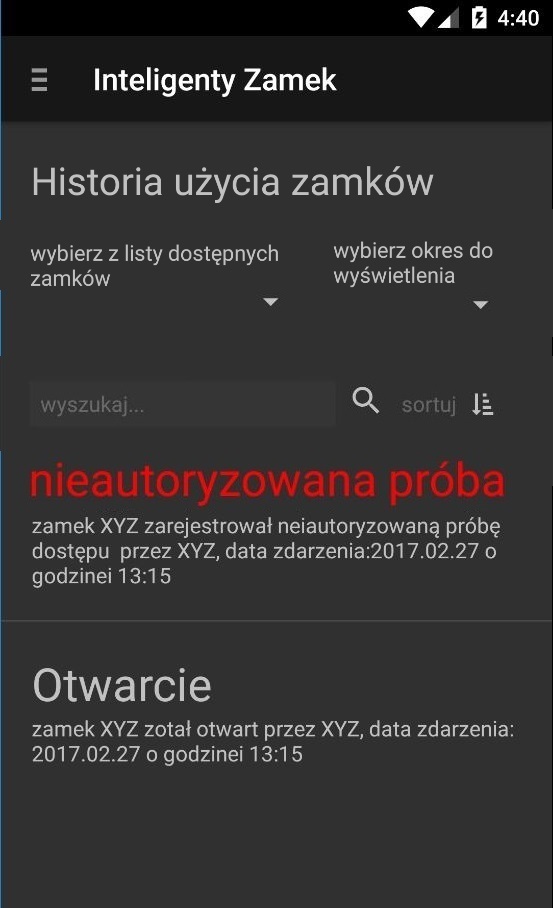 4:40
Inteligenty Zamek
Historia użycia zamków
wybierz z listy dostępnych
zamków
wybierz okres do
wyświetlenia
wyszukaj...
sortuj
nieautoryzowana próba
zamek XYZ zarejestrował neiautoryzowaną próbę
dostępu  przez XYZ, data zdarzenia:2017.02.27 o
godzinei 13:15
Otwarcie
zamek XYZ zotał otwart przez XYZ, data zdarzenia:
2017.02.27 o godzinei 13:15